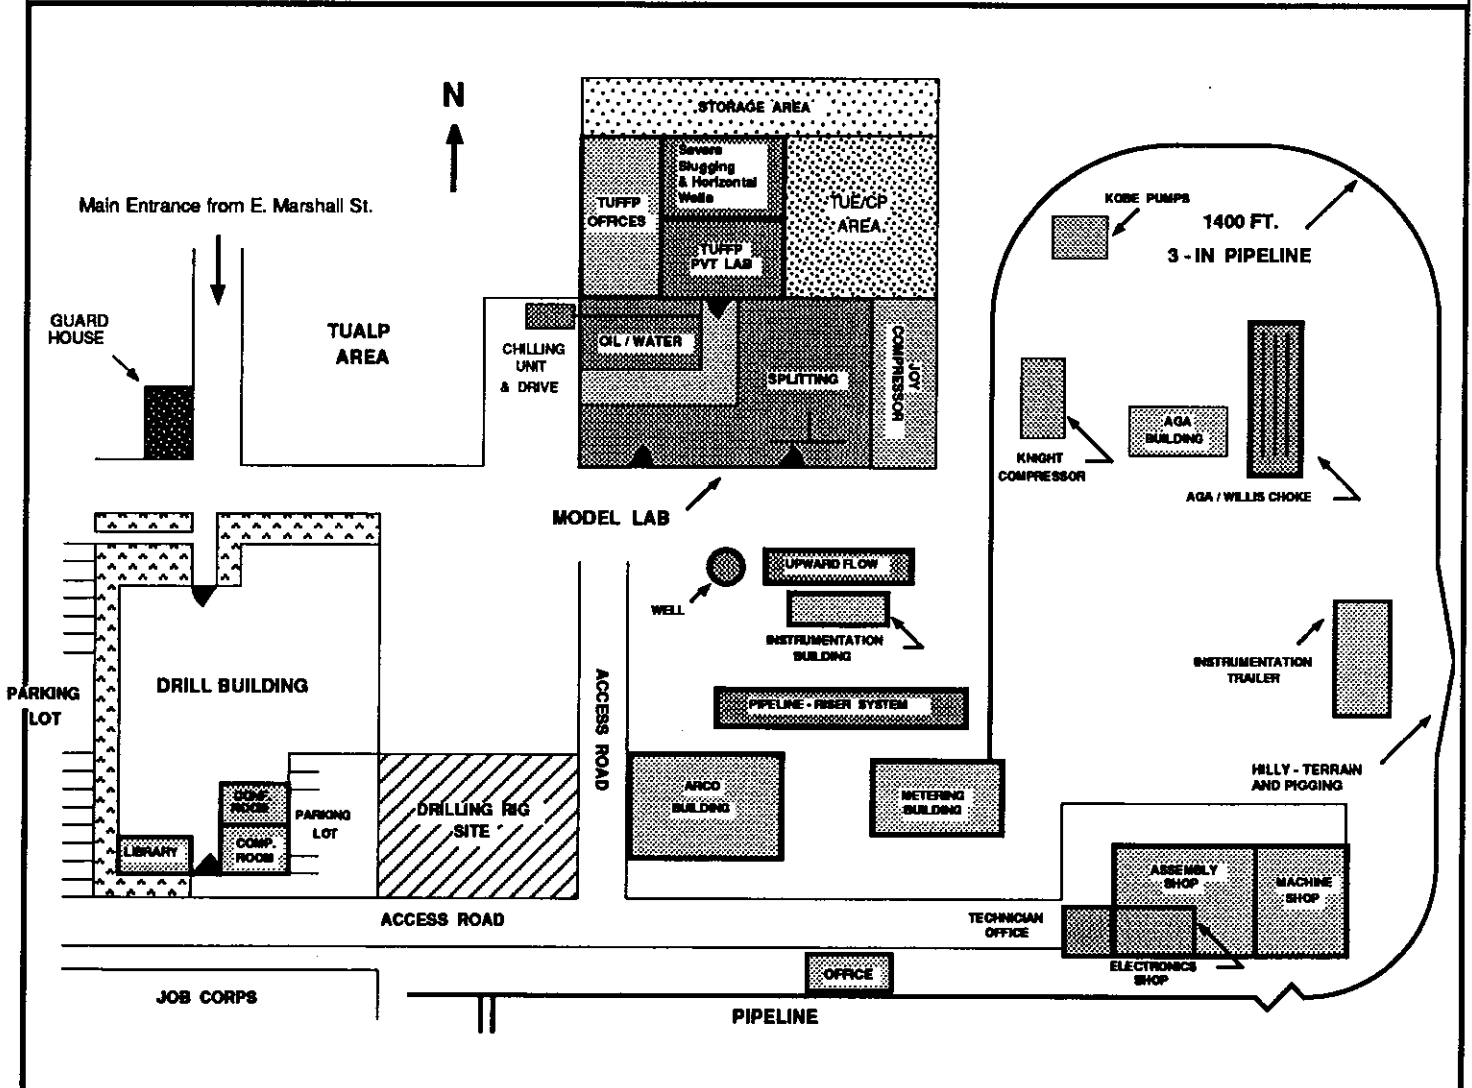 STORAGE AREA
N
Severe
Slugging
& Horizontal
Wells
TUFFP
OFFICES
TUE/CP
AREA
TUFFP
PVT LAB
KOBE PUMPS
1400 FT.
3 - IN PIPELINE
Main Entrance from E. Marshall St.
GUARD
HOUSE
TUALP
AREA
CHILLING
UNIT
& DRIVE
OIL / WATER
SPLITTING
JOY
COMPRESSOR
KNIGHT
COMPRESSOR
AGA
BUILDING
AGA / WILLIS CHOKE
MODEL LAB
WELL
UPWARD FLOW
INSTRUMENTATION
BUILDING
INSTRUMENTATION
TRAILER
PARKING
LOT
DRILL BUILDING
ACCESS ROAD
PIPELINE - RISER SYSTEM
HILLY - TERRAIN
AND PIGGING
CONF.
ROOM
COMP.
ROOM
LIBRARY
PARKING
LOT
DRILLING RIG
SITE
ARCO
BUILDING
METERING
BUILDING
ASSEMBLY
SHOP
MACHINE
SHOP
ACCESS ROAD
TECHNICIAN
OFFICE
ELECTRONICS
SHOP
OFFICE
JOB CORPS
PIPELINE